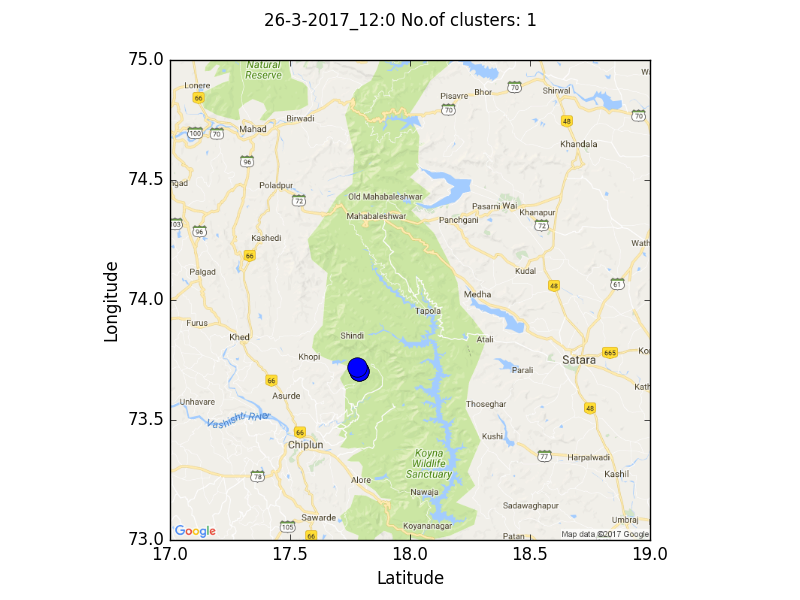 26-3-2017_12:0 No.of clusters: 1
75.0
74.5
74.0
73.5
73.0
Longitude
17.0
17.5
18.0
18.5
19.0
Latitude
Natural
Reserve
Lonere
66
100
70
Mahad
Birwadi
96
Pisavre
Bhor
70
70
Shirwal
48
70
Khandala
Poladpur
72
Old Mahabaleshwar
Mahabaleshwar
Pasarni
Wai
Khanapur
Panchgani
72
103
96
Kashedi
66
Palgad
Kudal
48
61
Medha
Furus
Khed
Shindi
Tapola
Atali
Khopi
Satara
665
Parali
66
Asurde
Unhavare
Vashishti River
66
Chiplun
Thoseghar
48
Kushi
77
Harpalwadi
Kashil
Koyna
Wildlife
Sanctuary
78
Alore
Nawaja
Sawarde
105
66
Koyananagar
Sadawaghapur
Umbraj
Patan
Google
Map data ©2017 Google